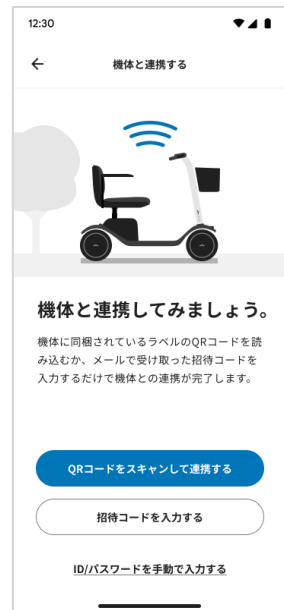 12:30
機体と連携する
機体と連携してみましょう。
機体に同梱されているラベルのQRコードを読
み込むか、メールで受け取った招待コードを
入力するだけで機体との連携が完了します。
QRコードをスキャンして連携する
招待コードを入力する
ID/パスワードを手動で入力する